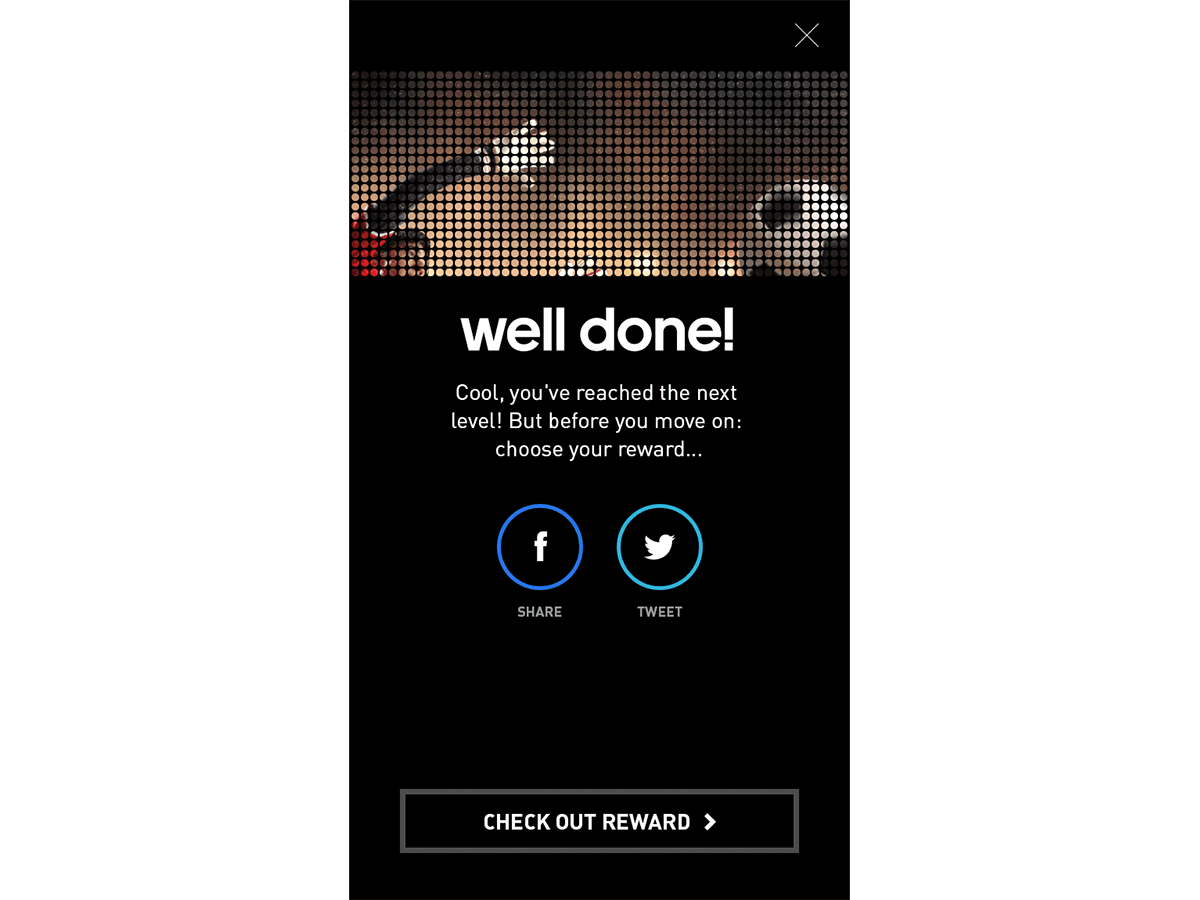 well done!
Cool, you've reached the next
level! But before you move on:
choose your reward...
SHARE
TWEET
CHECK OUT REWARD